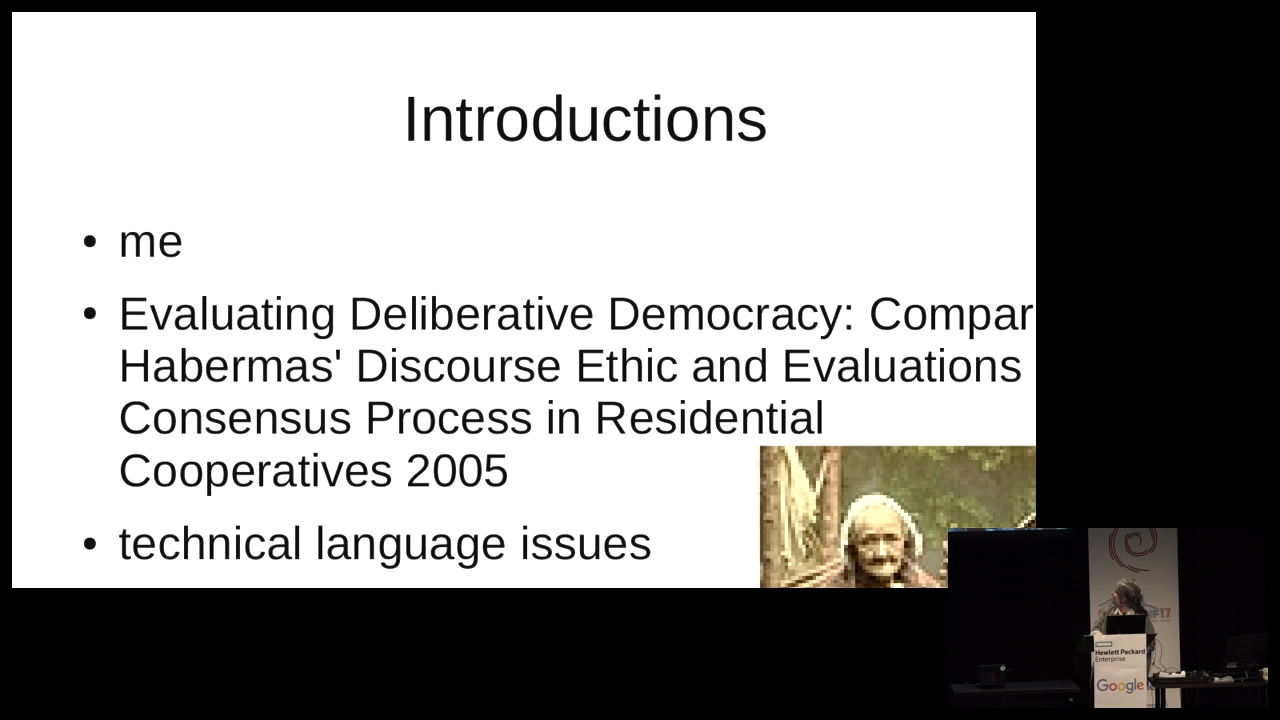 Introductions
• me
• Evaluating Deliberative Democracy: Compar
Habermas' Discourse Ethic and Evaluations
Consensus Process in Residential
Cooperatives 2005
• technical language issues
17
Hewlett Packard
Enterprise
Google